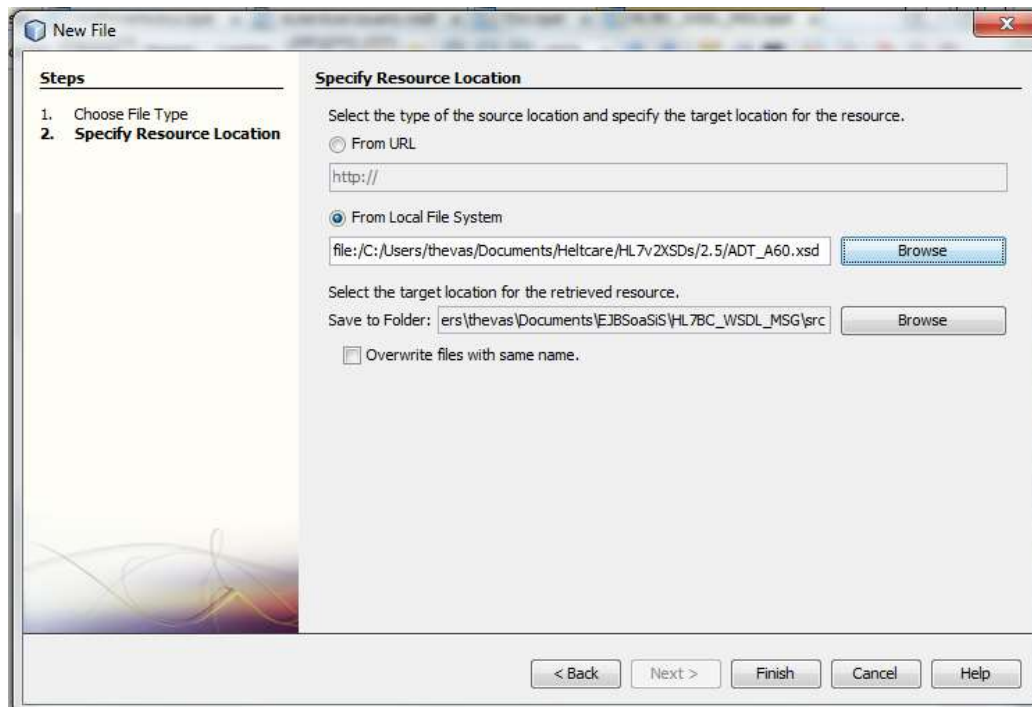 New File
Steps
1. Choose File Type
2. Specify Resource Location
Specify Resource Location
Select the type of the source location and specify the target location for the resource.
From URL
http://
From Local File System
file:/C:/Users/thevas/Documents/Heltcare/HL7v2XSDs/2.5/ADT_A60.xsd Browse
Select the target location for the retrieved resource.
Save to Folder: ers\thevas\Documents\EJBSoaSiS\HL7BC_WSDL_MSG\src Browse
Overwrite files with same name.
< Back Next > Finish Cancel Help